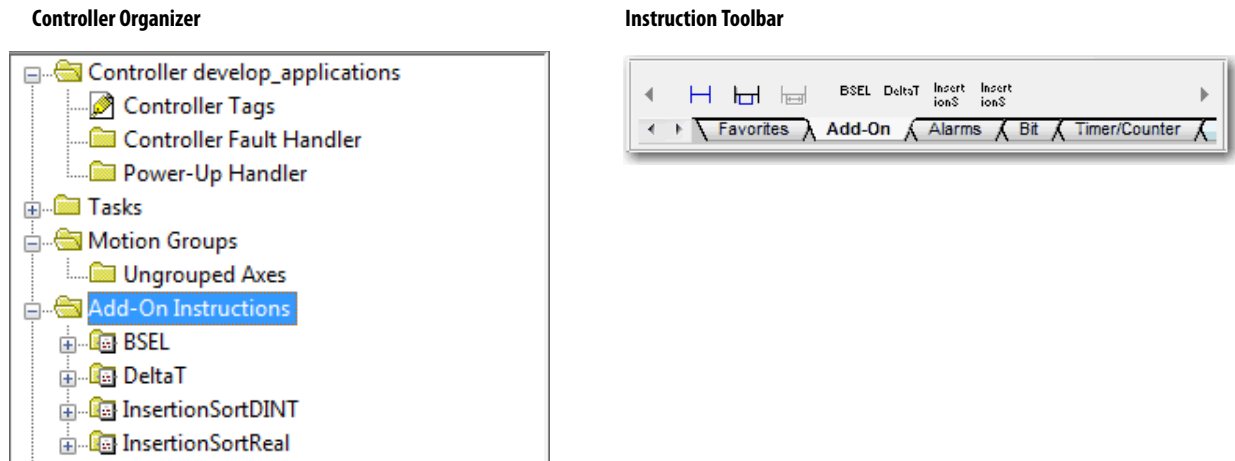 Controller Organizer
Controller develop_applications
Controller Tags
Controller Fault Handler
Power-Up Handler
Tasks
Motion Groups
Ungrouped Axes
Add-On Instructions
BSEL
DeltaT
InsertionSortDINT
InsertionSortReal
Instruction Toolbar
BSEL DeltaT Insert Insert
ionS ionS
Favorites Add-On Alarms Bit Timer/Counter